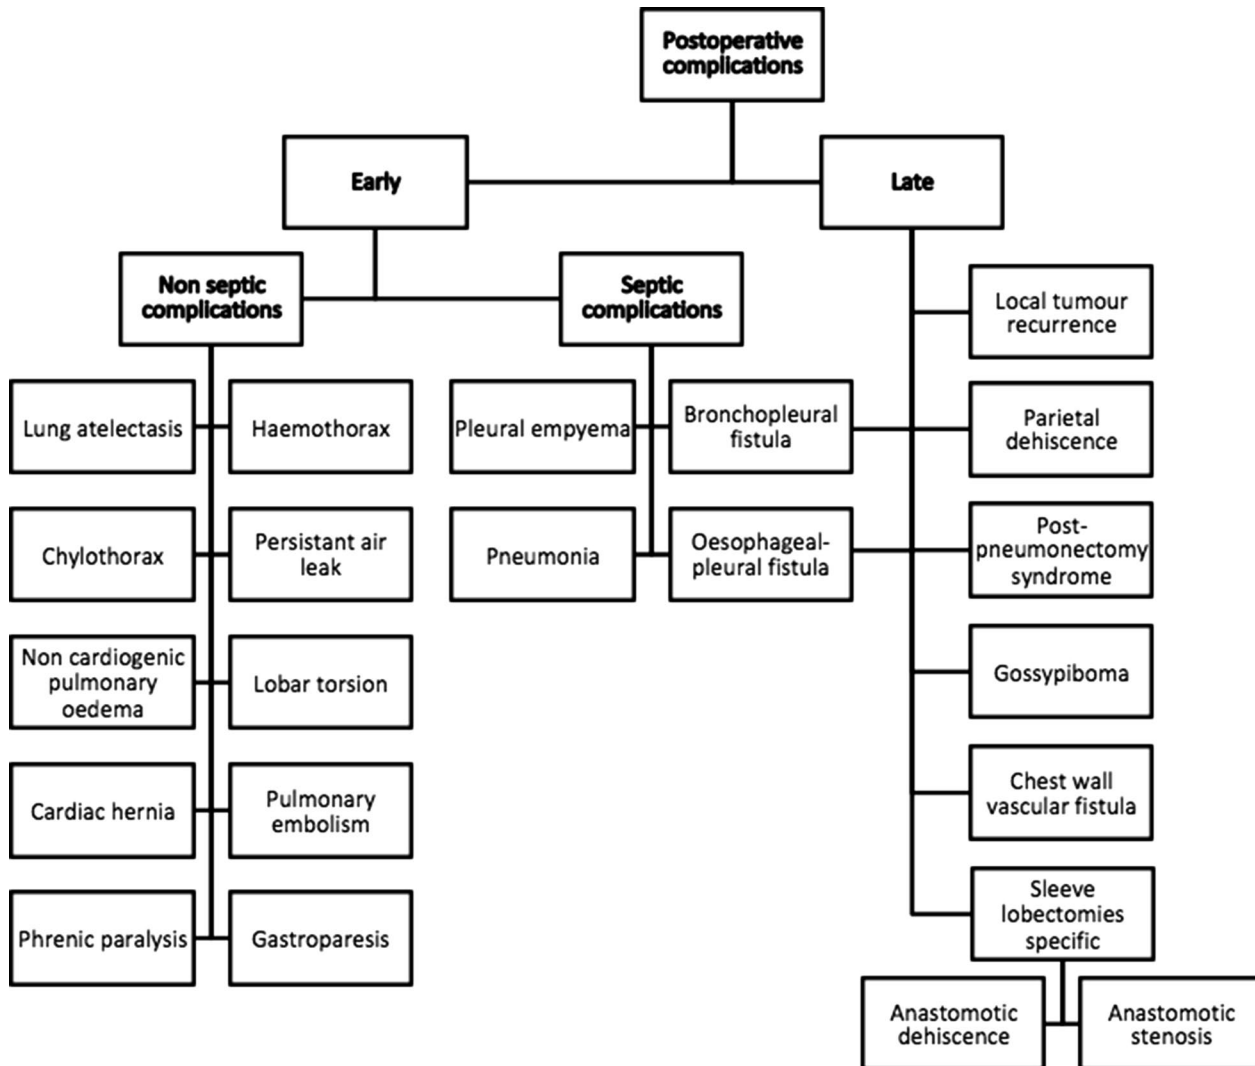 Postoperative
complications
Early
Late
Non septic
complications
Septic
complications
Lung atelectasis
Haemothorax
Chylothorax
Persistant air
leak
Non cardiogenic
pulmonary
oedema
Lobar torsion
Cardiac hernia
Pulmonary
embolism
Phrenic paralysis
Gastroparesis
Pleural empyema
Bronchopleural
fistula
Pneumonia
Oesophageal-
pleural fistula
Local tumour
recurrence
Parietal
dehiscence
Post-
pneumonectomy
syndrome
Gossypiboma
Chest wall
vascular fistula
Sleeve
lobectomies
specific
Anastomotic
dehiscence
Anastomotic
stenosis